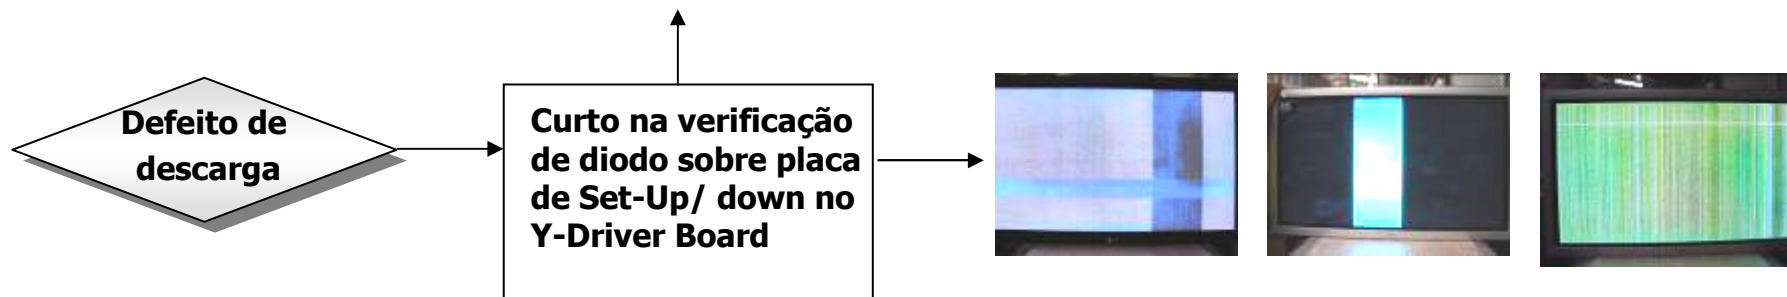 Defeito de
descarga
Curto na verificação
de diodo sobre placa
de Set-Up/ down no
Y-Driver Board